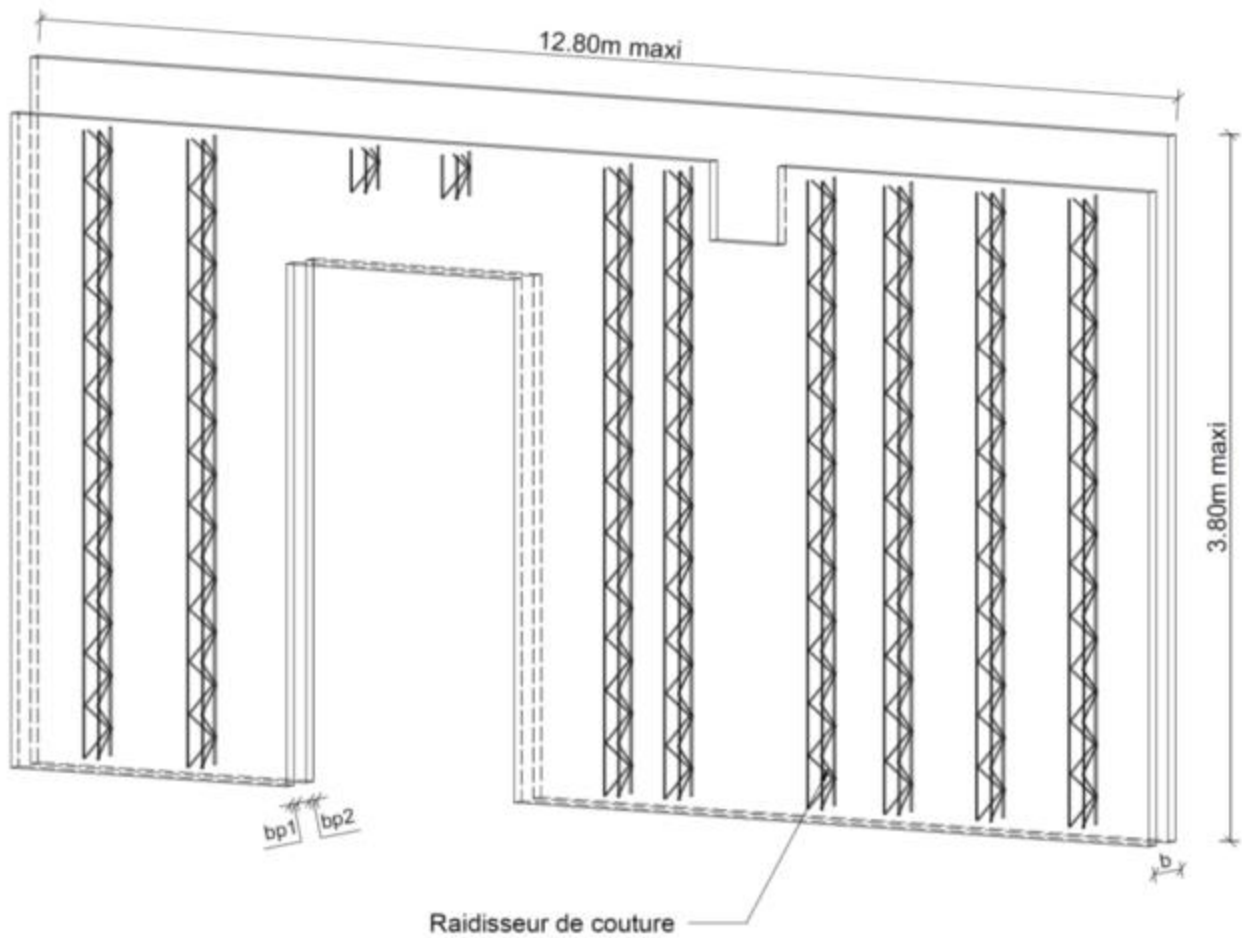 12.80m maxi
3.80m maxi
bp1
bp2
b
Raidisseur de couture